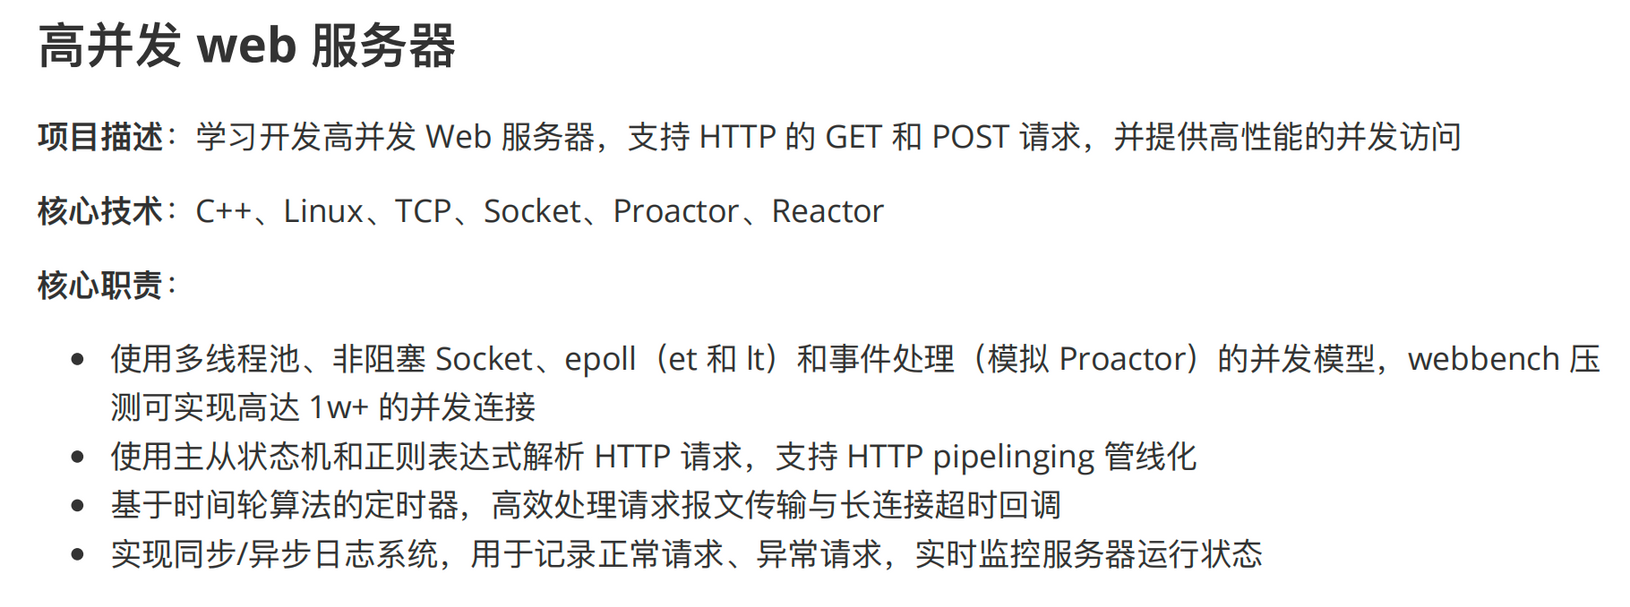 高并发 web 服务器
项目描述：学习开发高并发 Web 服务器，支持 HTTP 的 GET 和 POST 请求，并提供高性能的并发访问
核心技术：C++、Linux、TCP、Socket、Proactor、Reactor
核心职责：
• 使用多线程池、非阻塞 Socket、epoll（et 和 lt）和事件处理（模拟 Proactor）的并发模型，webbench 压
测可实现高达 1w+ 的并发连接
• 使用主从状态机和正则表达式解析 HTTP 请求，支持 HTTP pipelinging 管线化
• 基于时间轮算法的定时器，高效处理请求报文传输与长连接超时回调
• 实现同步/异步日志系统，用于记录正常请求、异常请求，实时监控服务器运行状态